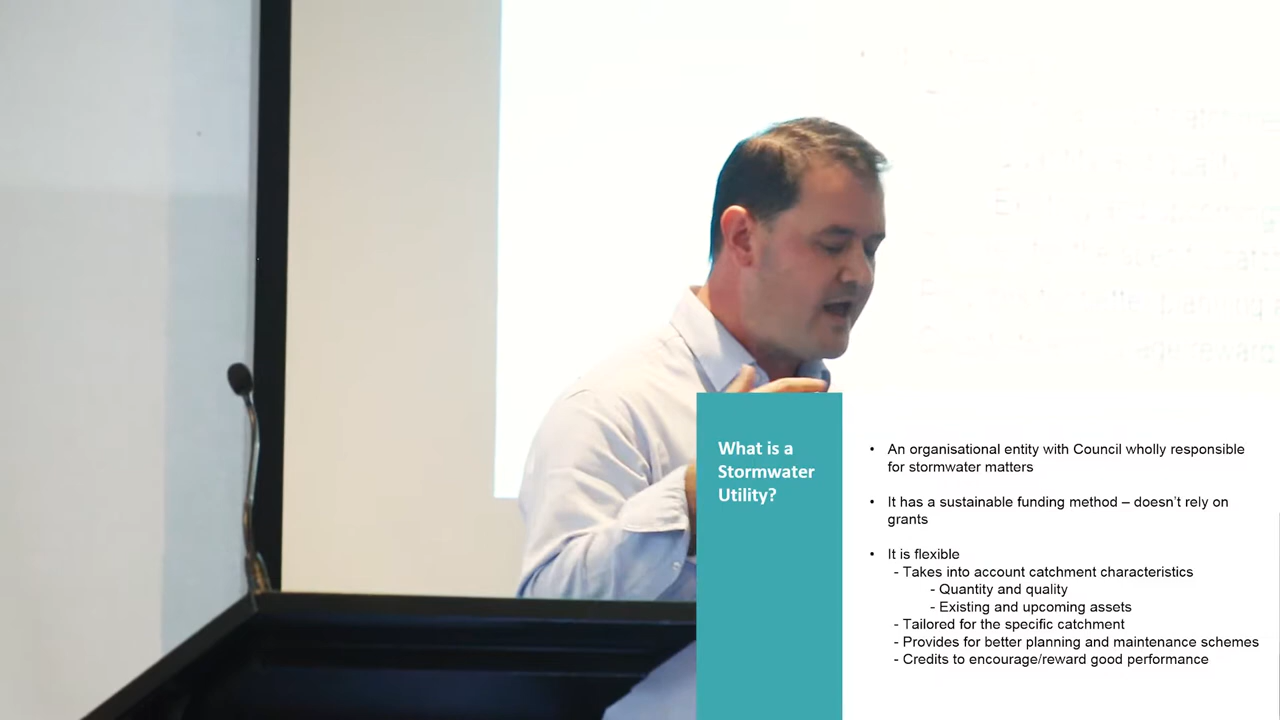 What is a
Stormwater
Utility?
• An organisational entity with Council wholly responsible
for stormwater matters
• It has a sustainable funding method – doesn't rely on
grants
• It is flexible
- Takes into account catchment characteristics
- Quantity and quality
- Existing and upcoming assets
- Tailored for the specific catchment
- Provides for better planning and maintenance schemes
- Credits to encourage/reward good performance